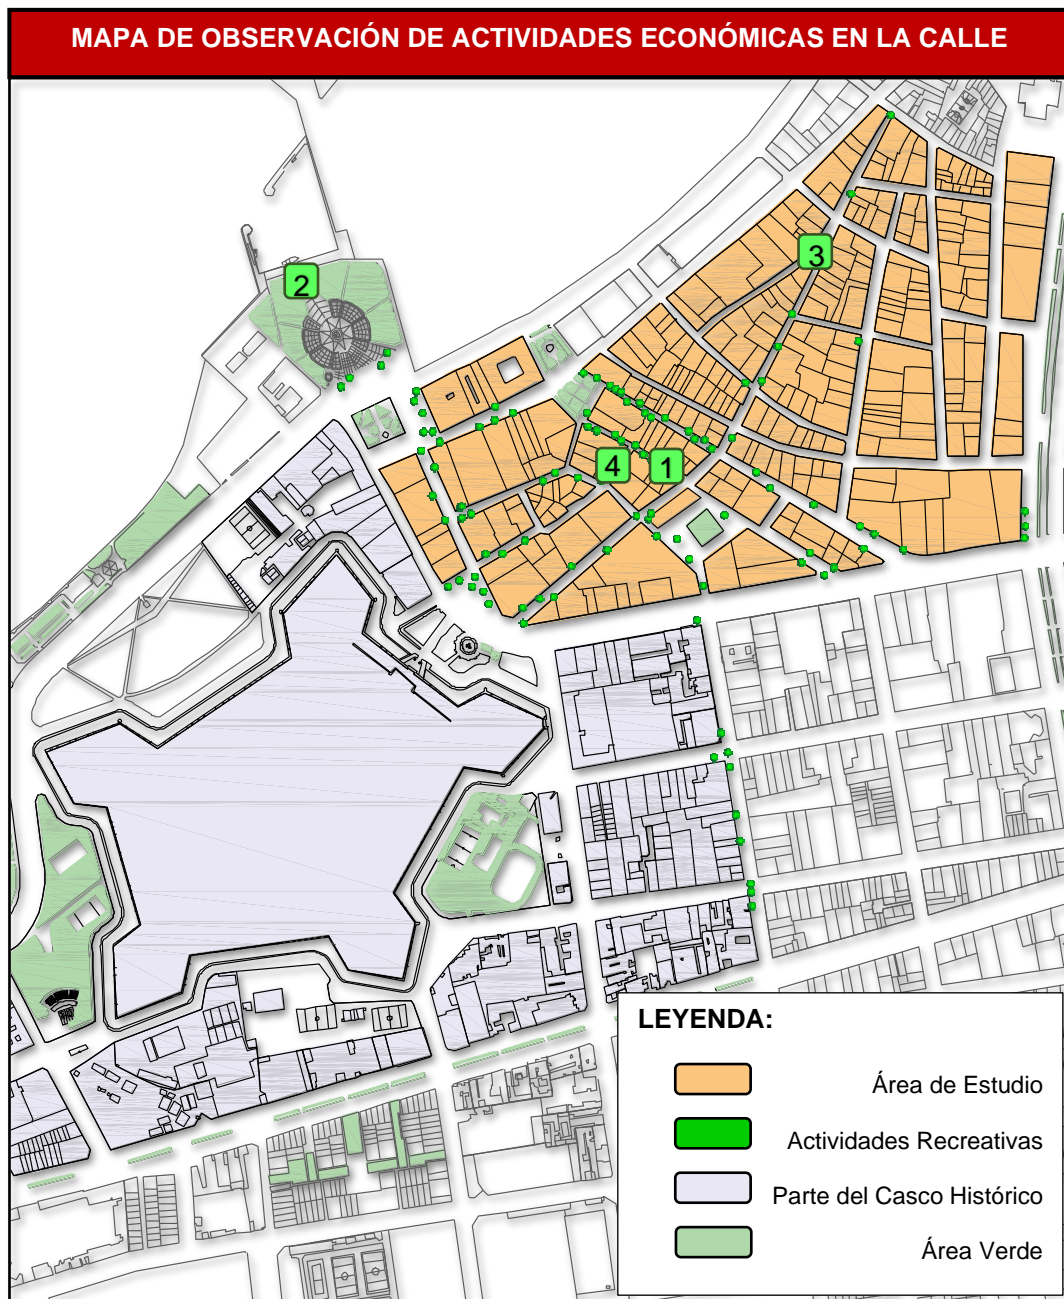 MAPA DE OBSERVACIÓN DE ACTIVIDADES ECONÓMICAS EN LA CALLE
3
2
4
1
LEYENDA:
Área de Estudio
Actividades Recreativas
Parte del Casco Histórico
Área Verde